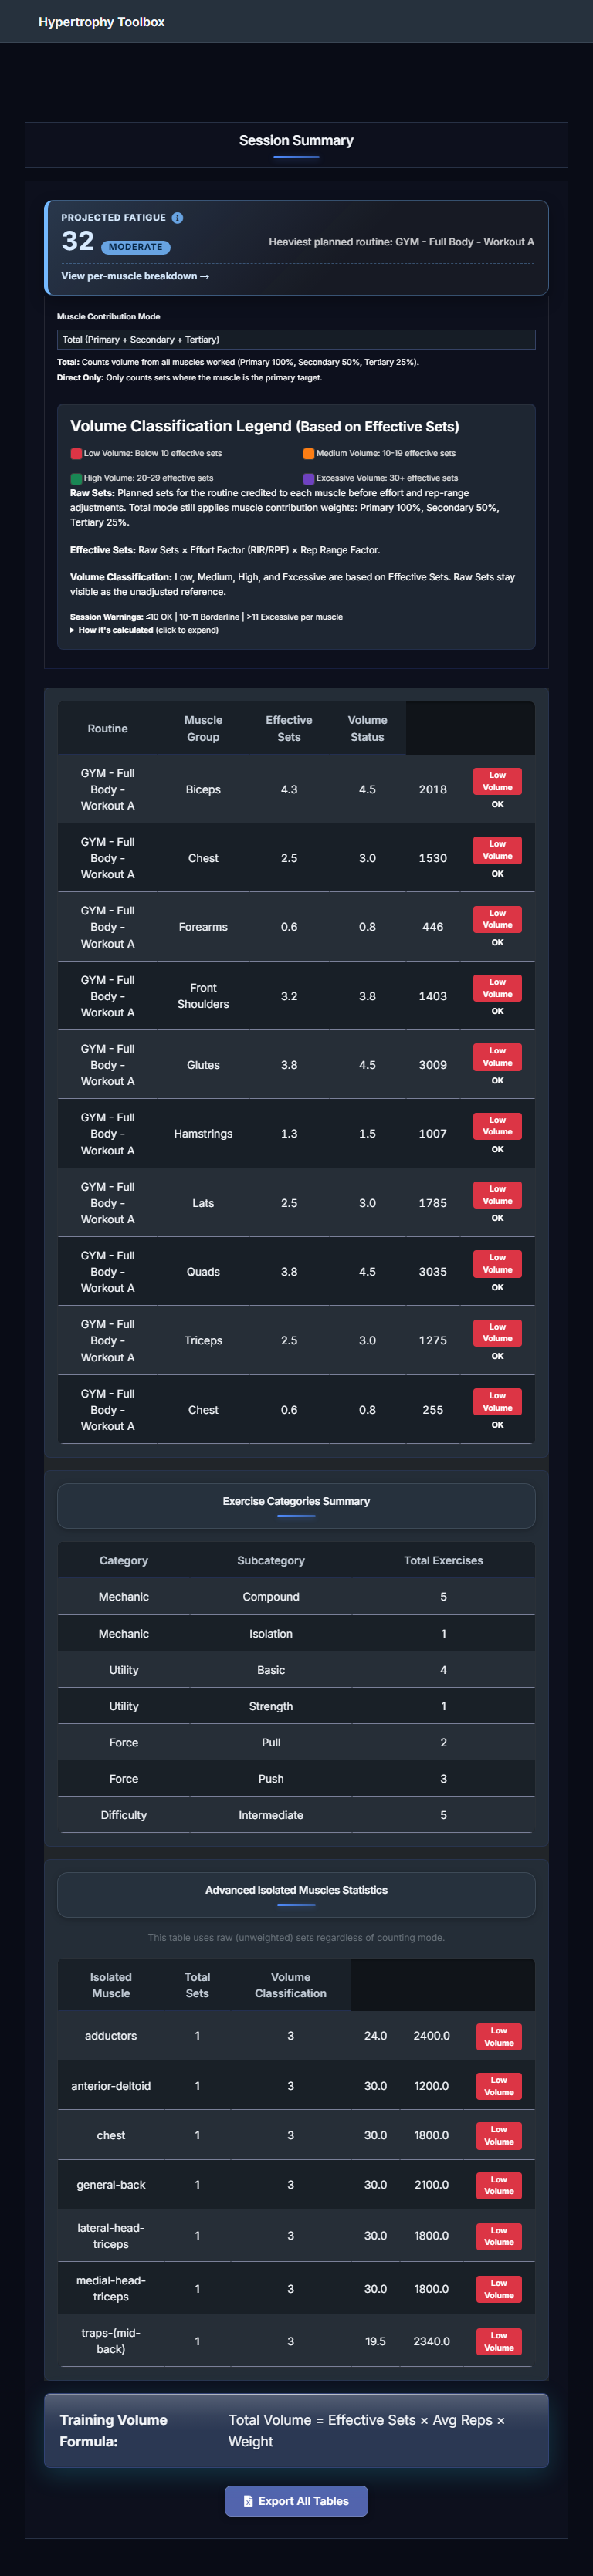 Hypertrophy Toolbox
Session Summary
PROJECTED FATIGUE i
32 MODERATE
Heaviest planned routine: GYM - Full Body - Workout A
View per-muscle breakdown →
Muscle Contribution Mode
Total (Primary + Secondary + Tertiary)
Total: Counts volume from all muscles worked (Primary 100%, Secondary 50%, Tertiary 25%).
Direct Only: Only counts sets where the muscle is the primary target.
Volume Classification Legend (Based on Effective Sets)
Low Volume: Below 10 effective sets
Medium Volume: 10-19 effective sets
High Volume: 20-29 effective sets
Excessive Volume: 30+ effective sets
Raw Sets: Planned sets for the routine credited to each muscle before effort and rep-range
adjustments. Total mode still applies muscle contribution weights: Primary 100%, Secondary 50%,
Tertiary 25%.
Effective Sets: Raw Sets × Effort Factor (RIR/RPE) × Rep Range Factor.
Volume Classification: Low, Medium, High, and Excessive are based on Effective Sets. Raw Sets stay
visible as the unadjusted reference.
Session Warnings: ≤10 OK | 10-11 Borderline | >11 Excessive per muscle
▸ How it's calculated (click to expand)
Routine
Muscle
Group
Effective
Sets
Volume
Status
GYM - Full
Body -
Workout A
Biceps
4.3
4.5
2018
Low
Volume
OK
GYM - Full
Body -
Workout A
Chest
2.5
3.0
1530
Low
Volume
OK
GYM - Full
Body -
Workout A
Forearms
0.6
0.8
446
Low
Volume
OK
GYM - Full
Body -
Workout A
Front
Shoulders
3.2
3.8
1403
Low
Volume
OK
GYM - Full
Body -
Workout A
Glutes
3.8
4.5
3009
Low
Volume
OK
GYM - Full
Body -
Workout A
Hamstrings
1.3
1.5
1007
Low
Volume
OK
GYM - Full
Body -
Workout A
Lats
2.5
3.0
1785
Low
Volume
OK
GYM - Full
Body -
Workout A
Quads
3.8
4.5
3035
Low
Volume
OK
GYM - Full
Body -
Workout A
Triceps
2.5
3.0
1275
Low
Volume
OK
GYM - Full
Body -
Workout A
Chest
0.6
0.8
255
Low
Volume
OK
Exercise Categories Summary
Category Subcategory Total Exercises
Mechanic Compound 5
Mechanic Isolation 1
Utility Basic 4
Utility Strength 1
Force Pull 2
Force Push 3
Difficulty Intermediate 5
Advanced Isolated Muscles Statistics
This table uses raw (unweighted) sets regardless of counting mode.
Isolated
Muscle
Total
Sets
Volume
Classification
adductors 1 3 24.0 2400.0
Low
Volume
anterior-deltoid 1 3 30.0 1200.0
Low
Volume
chest 1 3 30.0 1800.0
Low
Volume
general-back 1 3 30.0 2100.0
Low
Volume
lateral-head-
triceps
1 3 30.0 1800.0
Low
Volume
medial-head-
triceps
1 3 30.0 1800.0
Low
Volume
traps-(mid-
back)
1 3 19.5 2340.0
Low
Volume
Training Volume
Formula:
Total Volume = Effective Sets × Avg Reps ×
Weight
Export All Tables